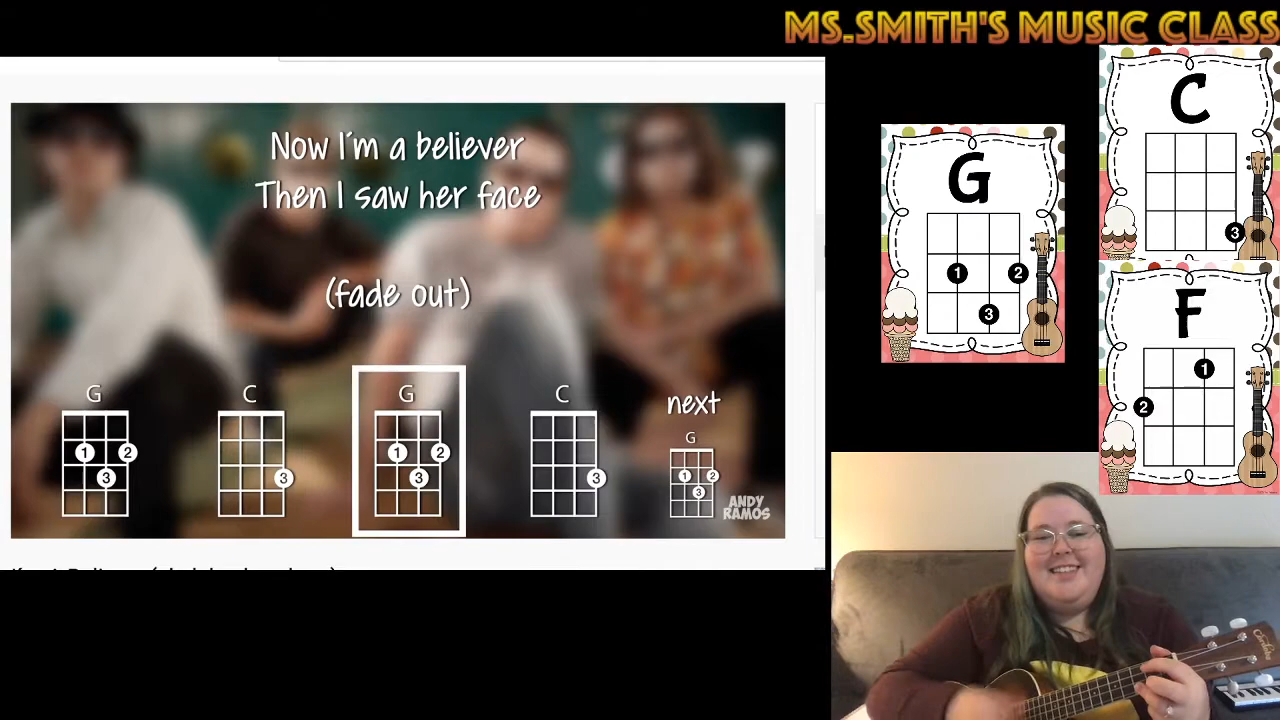 MS.SMITH'S MUSIC CLASS
Now I'm a believer
Then I saw her face
(fade out)
G
1
2
3
C
3
G
1
2
3
C
3
next
G
1
2
3
ANDY
RAMOS
G
1
2
3
C
3
F
1
2